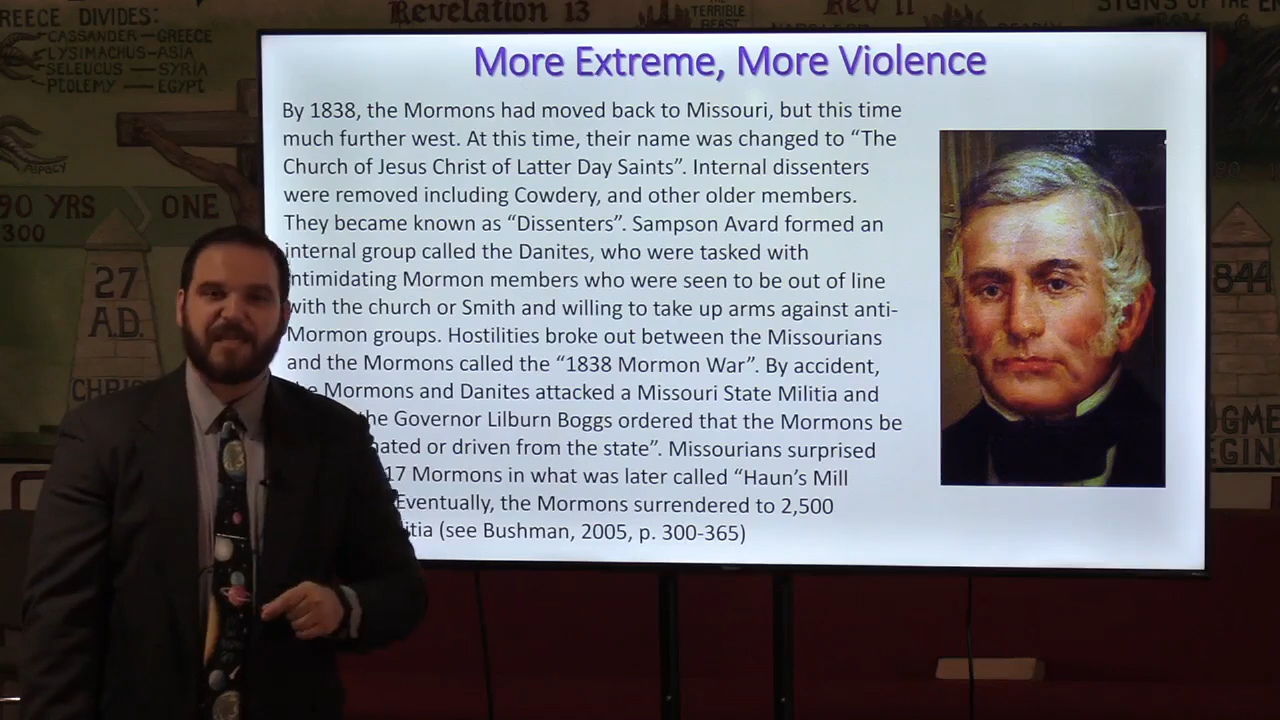 More Extreme, More Violence
By 1838, the Mormons had moved back to Missouri, but this time
much further west. At this time, their name was changed to “The
Church of Jesus Christ of Latter Day Saints”. Internal dissenters
were removed including Cowdery, and other older members.
They became known as “Dissenters”. Sampson Avard formed an
internal group called the Danites, who were tasked with
intimidating Mormon members who were seen to be out of line
with the church or Smith and willing to take up arms against anti-
Mormon groups. Hostilities broke out between the Missourians
and the Mormons called the “1838 Mormon War”. By accident,
Mormons and Danites attacked a Missouri State Militia and
the Governor Lilburn Boggs ordered that the Mormons be
or driven from the state”. Missourians surprised
17 Mormons in what was later called “Haun’s Mill
Eventually, the Mormons surrendered to 2,500
(see Bushman, 2005, p. 300-365)
Revelation 13
TERRIBLE
BEAST
Rev 11
DIVIDES:
CASSANDER—GREECE
LYSIMACHUS—ASIA
SELEUCUS — SYRIA
PTOLEMY — EGYPT
YRS
ONE
27
A.D.